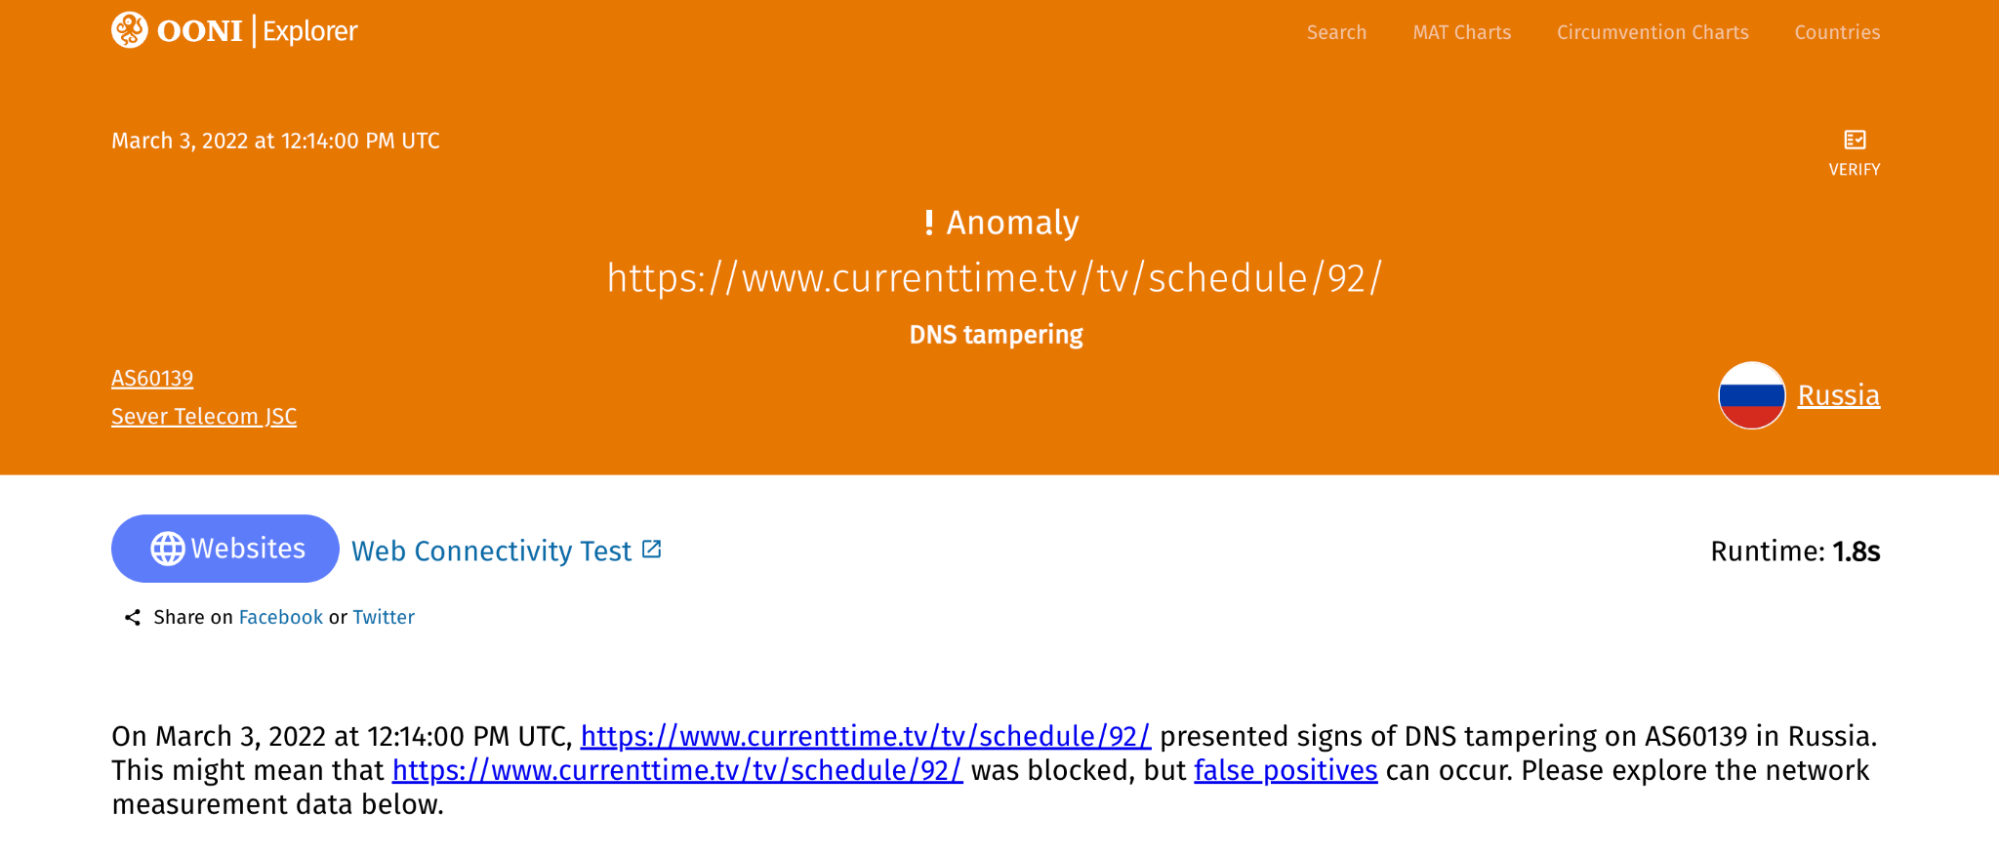 OONI | Explorer
Search MAT Charts Circumvention Charts Countries
March 3, 2022 at 12:14:00 PM UTC
VERIFY
! Anomaly
https://www.currenttime.tv/tv/schedule/92/
DNS tampering
AS60139
Sever Telecom JSC
Russia
Websites Web Connectivity Test Runtime: 1.8s
Share on Facebook or Twitter
On March 3, 2022 at 12:14:00 PM UTC, https://www.currenttime.tv/tv/schedule/92/ presented signs of DNS tampering on AS60139 in Russia.
This might mean that https://www.currenttime.tv/tv/schedule/92/ was blocked, but false positives can occur. Please explore the network
measurement data below.